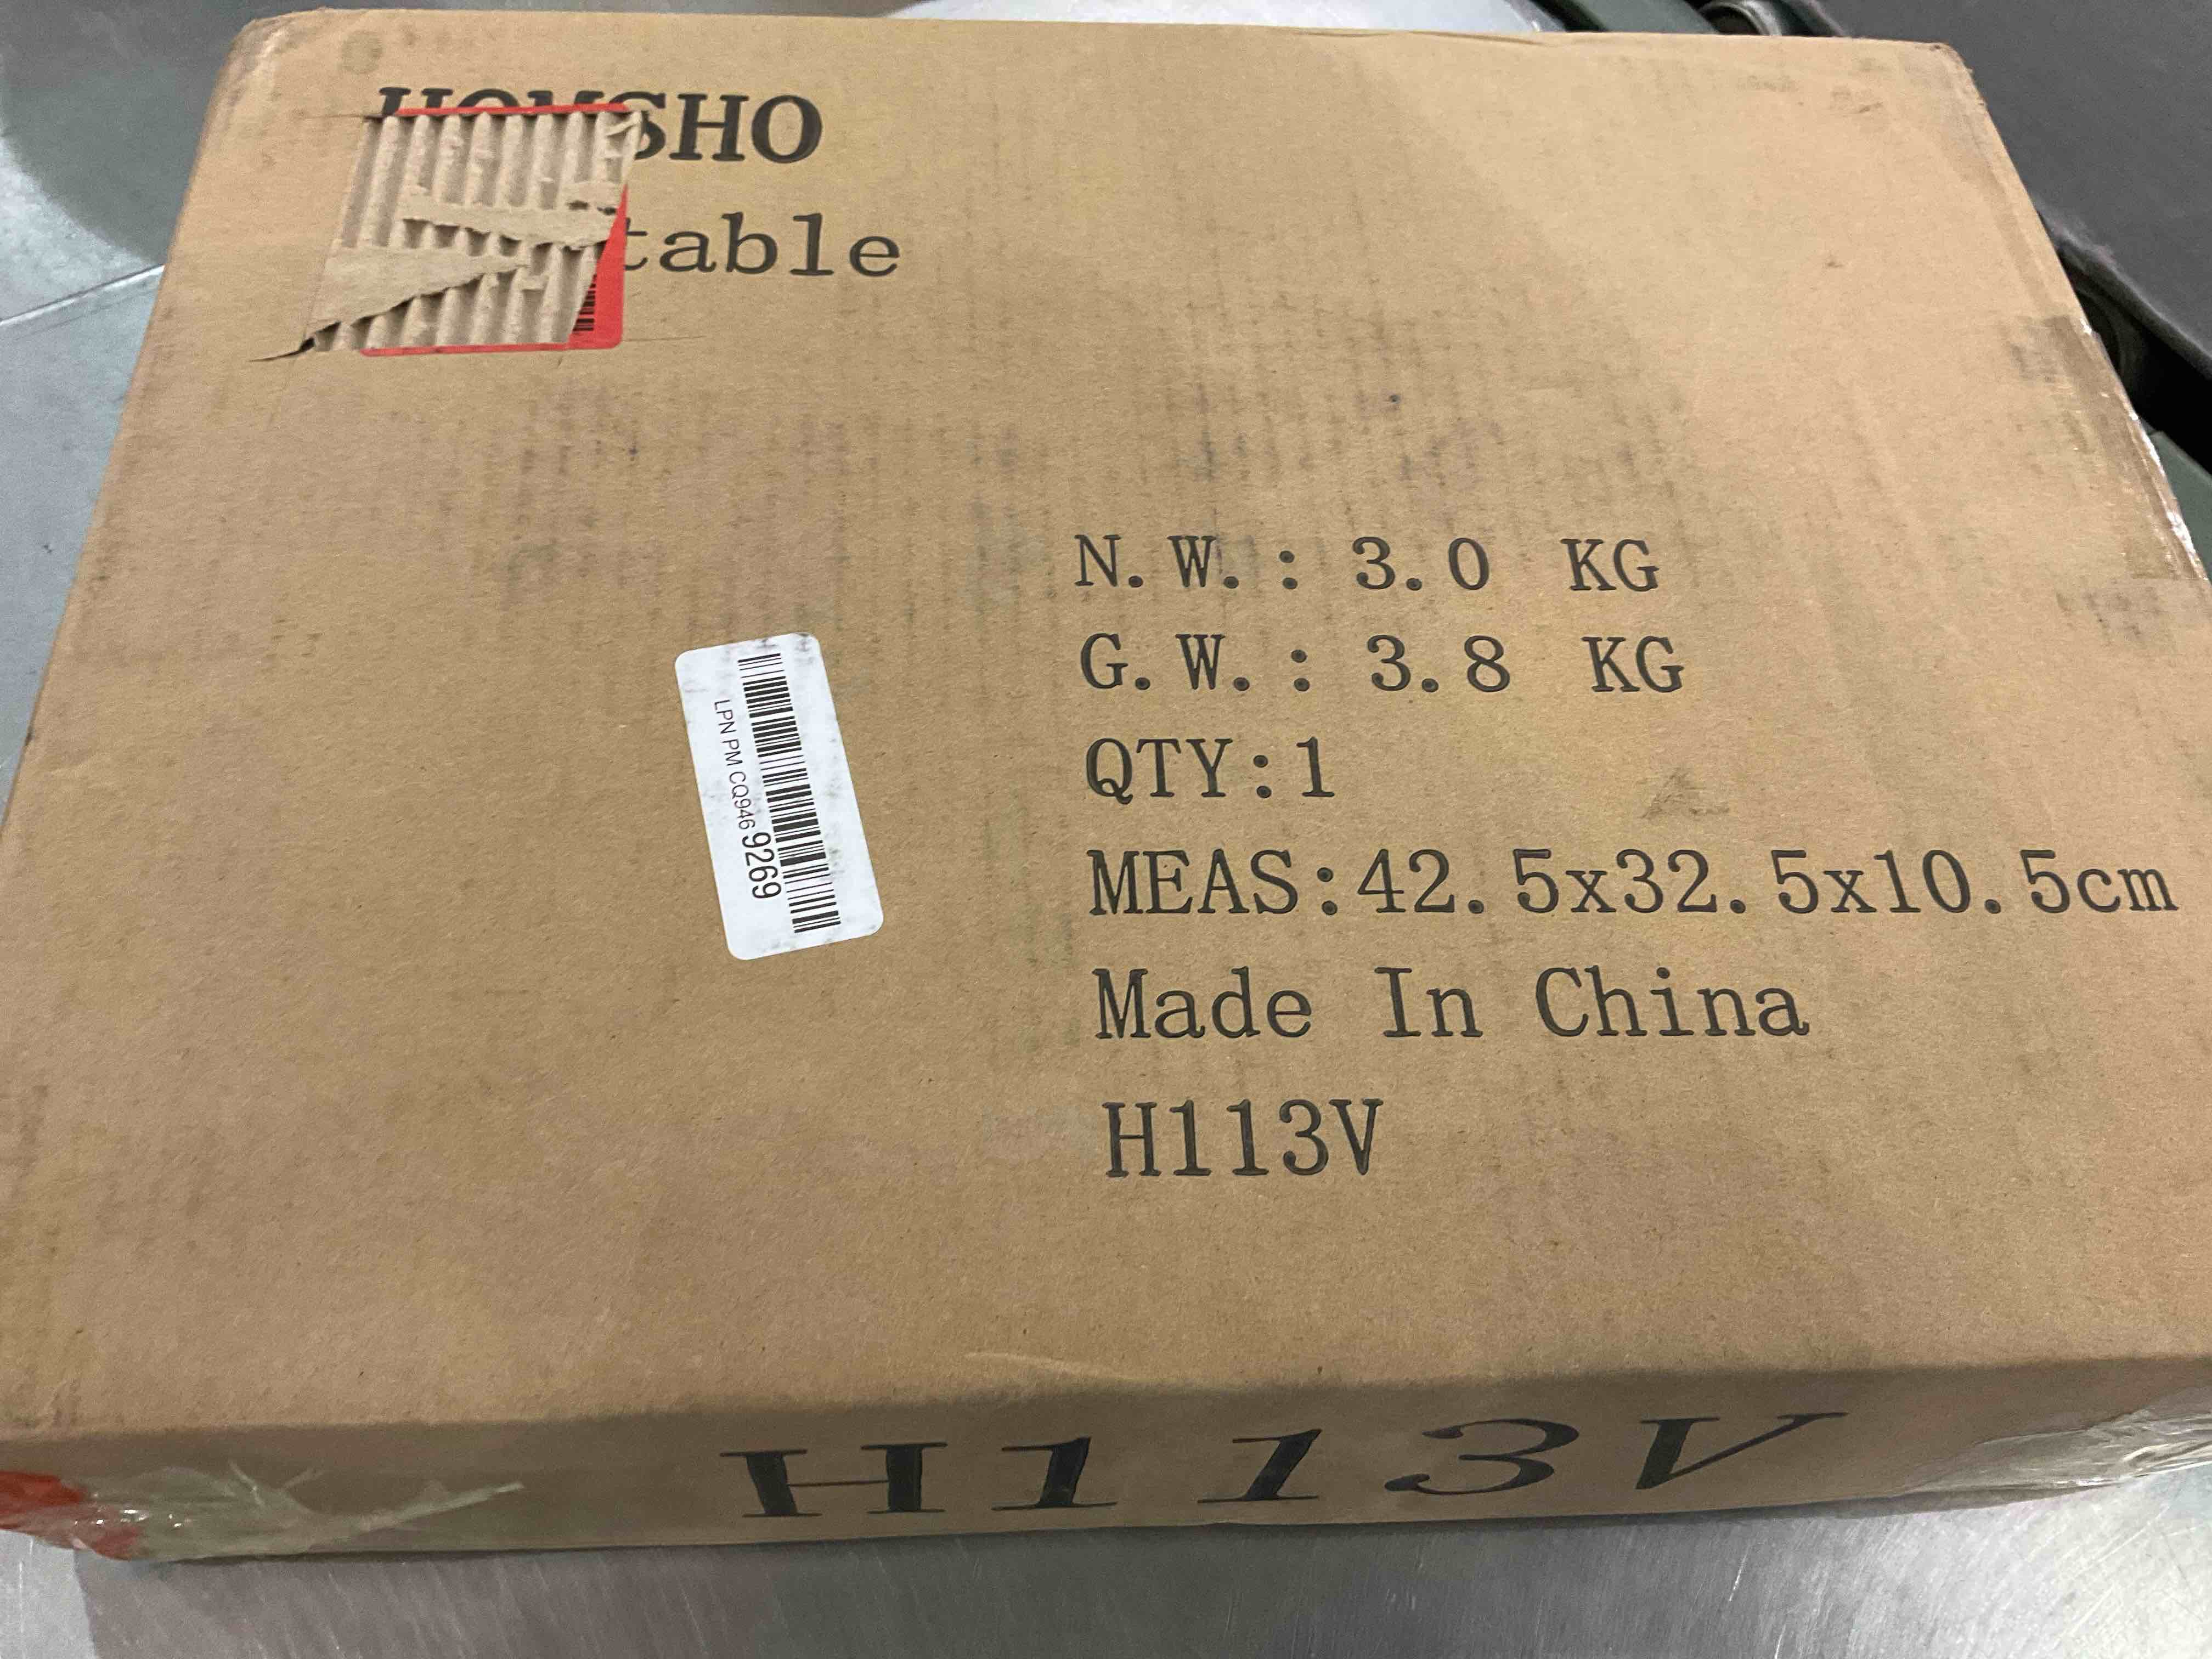 HOMSHO
table
N.W.: 3.0 KG
G.W.: 3.8 KG
QTY:1
MEAS:42.5x32.5x10.5cm
Made In China
H113V
LPN PM CQ946 9269
H113V